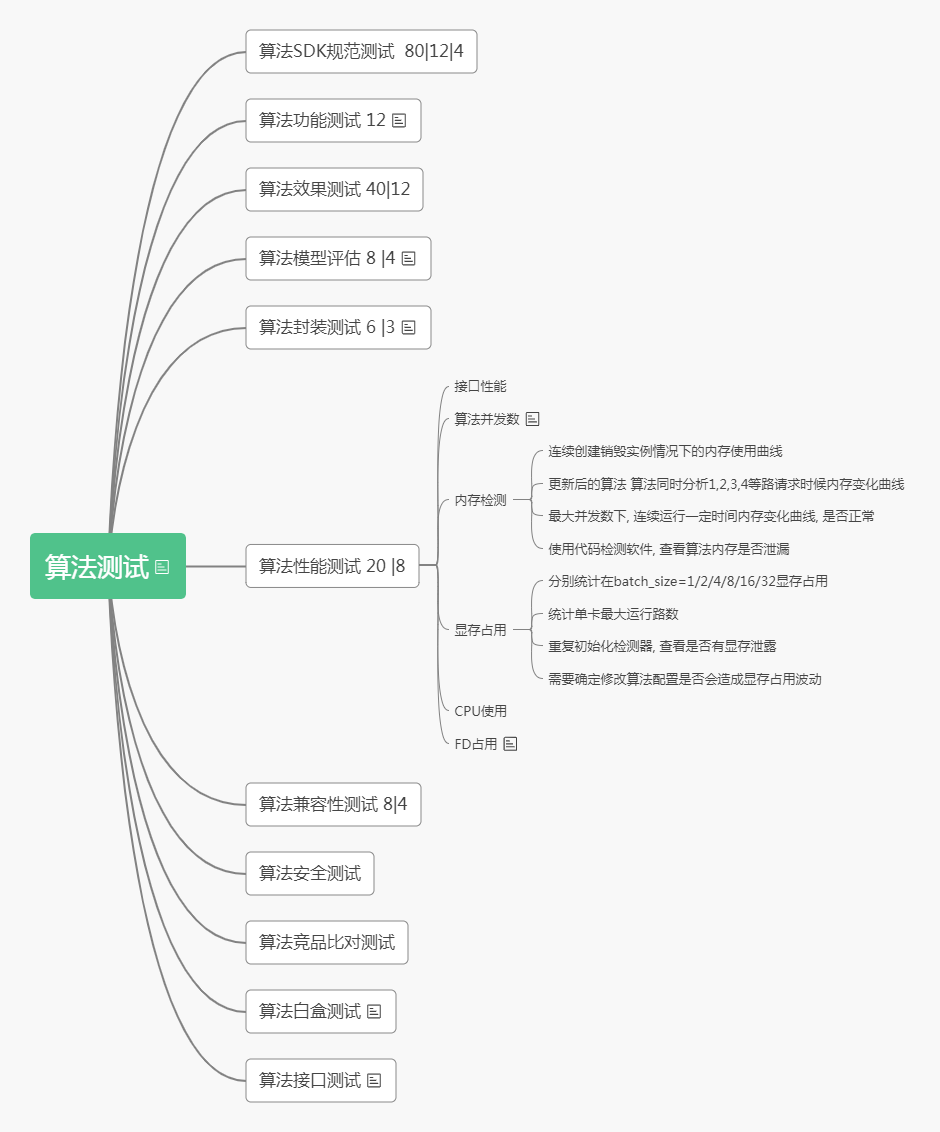 算法SDK规范测试  80|12|4
算法功能测试 12
算法效果测试 40|12
算法模型评估 8 |4
算法封装测试 6 |3
接口性能
算法并发数
连续创建销毁实例情况下的内存使用曲线
更新后的算法 算法同时分析1,2,3,4等路请求时候内存变化曲线
内存检测
最大并发数下, 连续运行一定时间内存变化曲线, 是否正常
使用代码检测软件, 查看算法内存是否泄漏
算法测试
算法性能测试 20 |8
分别统计在batch_size=1/2/4/8/16/32显存占用
统计单卡最大运行路数
显存占用
重复初始化检测器, 查看是否有显存泄露
需要确定修改算法配置是否会造成显存占用波动
CPU使用
FD占用
算法兼容性测试 8|4
算法安全测试
算法竞品比对测试
算法白盒测试
算法接口测试